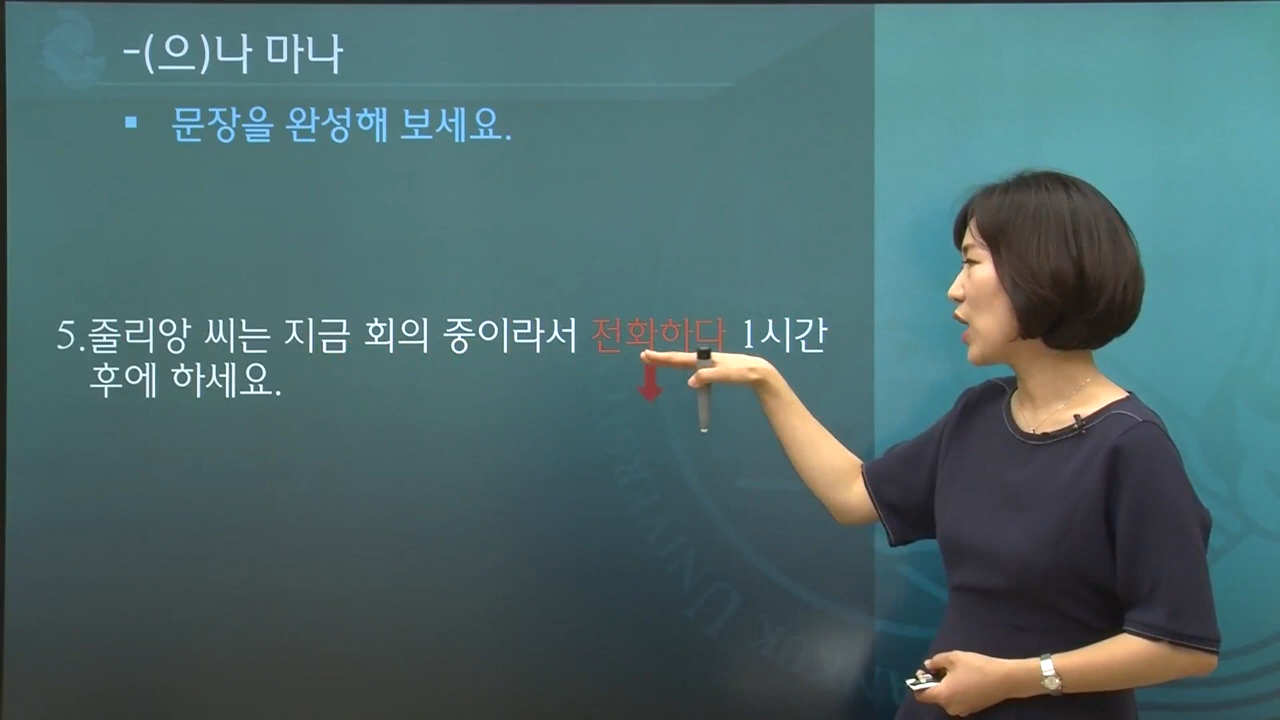 -(으)나 마나
▪ 문장을 완성해 보세요.
5.줄리앙 씨는 지금 회의 중이라서 전화하다 1시간
후에 하세요.